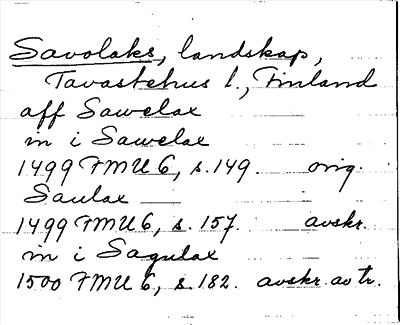 Savolaks, landskap,
Tavastehus l., Finland
aff Sawelax
in i Sawelax
1499 FMU 6, s. 149. orig.
Saulax
1499 FMU 6, s. 157. avskr.
in i Sagulax
1500 FMU 6, s. 182. avskr. av tr.